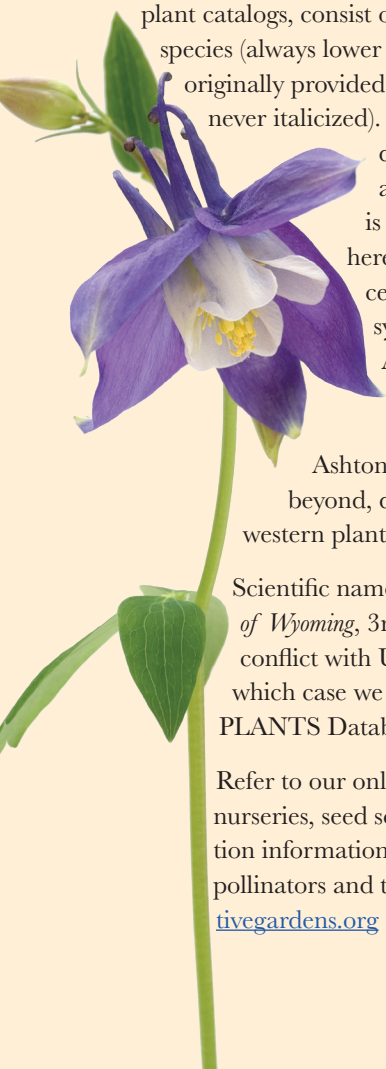 plant catalogs, consist o
species (always lower
originally provided
never italicized).
is
here
ce
sy
Ashton
beyond,
western plant
Scientific name
of Wyoming, 3r
conflict with U
which case we
PLANTS Datab
Refer to our onl
nurseries, seed so
tion information
pollinators and t
tivegardens.org